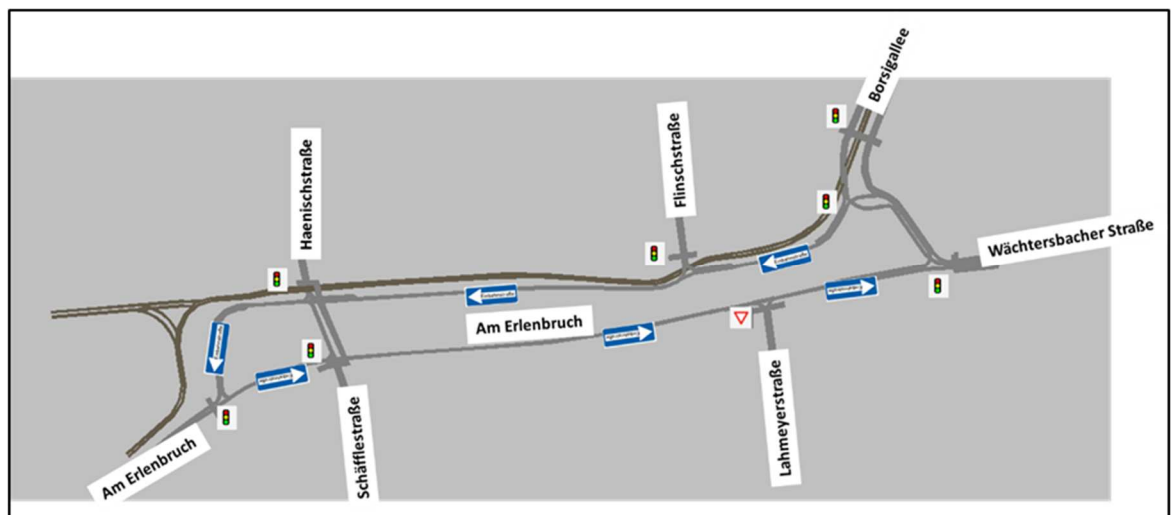 Borsigallee
Haenischstraße
Flinschstraße
Wächtersbacher Straße
Am Erlenbruch
Lahmeyerstraße
Schäfflestraße
Am Erlenbruch